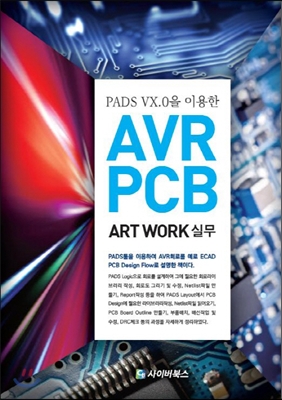 PADS VX.0을 이용한
AVR
PCB
ART WORK 실무
PADS툴을 이용하여 AVR회로를 예로 ECAD
PCB Design Flow로 설명한 책이다.
PADS Logic으로 회로를 설계하여 그에 필요한 회로라이
브러리 작성, 회로도 그리기 및 수정, Netlist파일 만
들기, Report작성 등을 하여 PADS Layout에서 PCB
Design에 필요한 라이브러리작성, Netlist파일 읽어오기,
PCB Board Outline 만들기, 부품배치, 배선작업 및
수정, DRC체크 등의 과정을 자세하게 정리하였다.
사이버북스